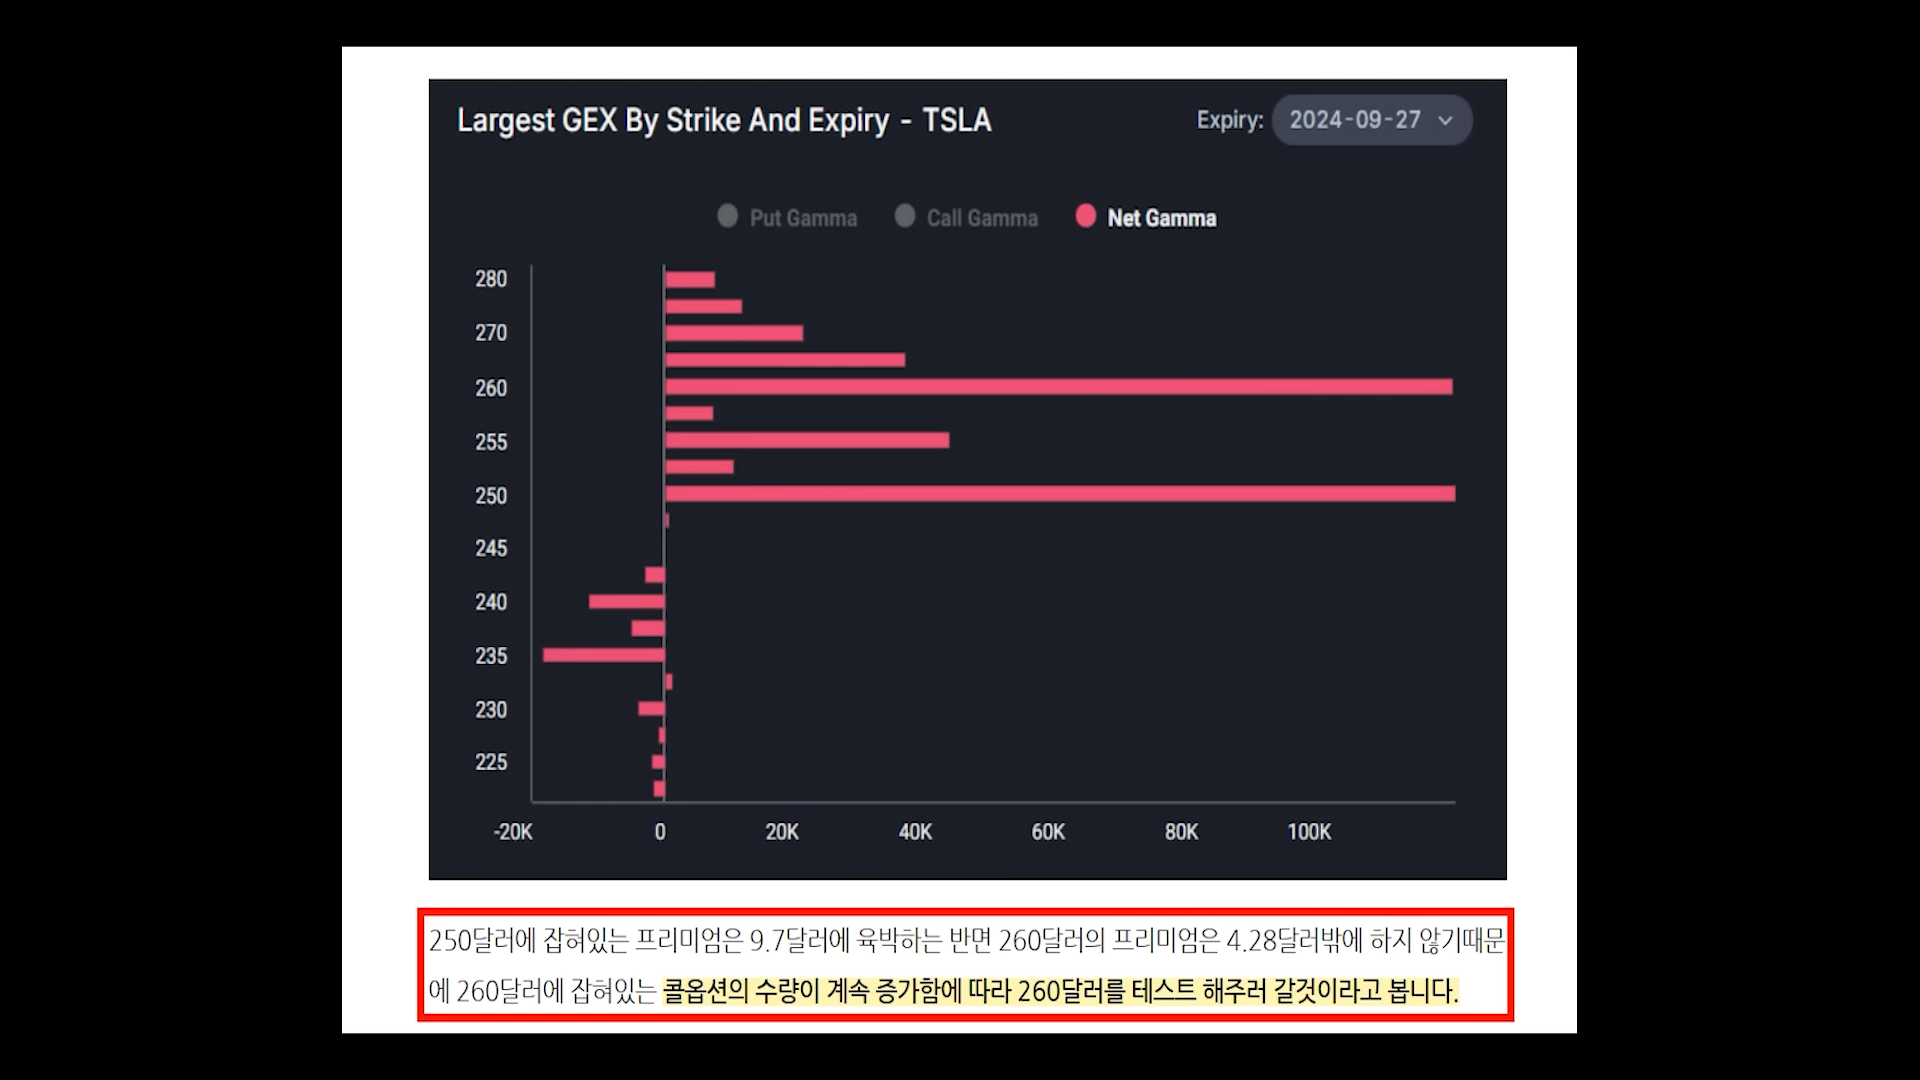 Largest GEX By Strike And Expiry - TSLA
Expiry: 2024-09-27
Put Gamma Call Gamma Net Gamma
280
270
260
255
250
245
240
235
230
225
-20K 0 20K 40K 60K 80K 100K
250달러에 잡혀있는 프리미엄은 9.7달러에 육박하는 반면 260달러의 프리미엄은 4.28달러밖에 하지 않기때문
에 260달러에 잡혀있는 콜옵션의 수량이 계속 증가함에 따라 260달러를 테스트 해주러 갈것이라고 봅니다.